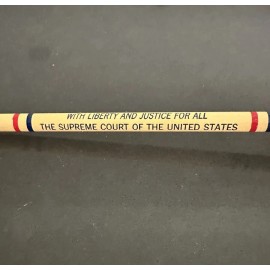 WITH LIBERTY AND JUSTICE FOR ALL
THE SUPREME COURT OF THE UNITED STATES